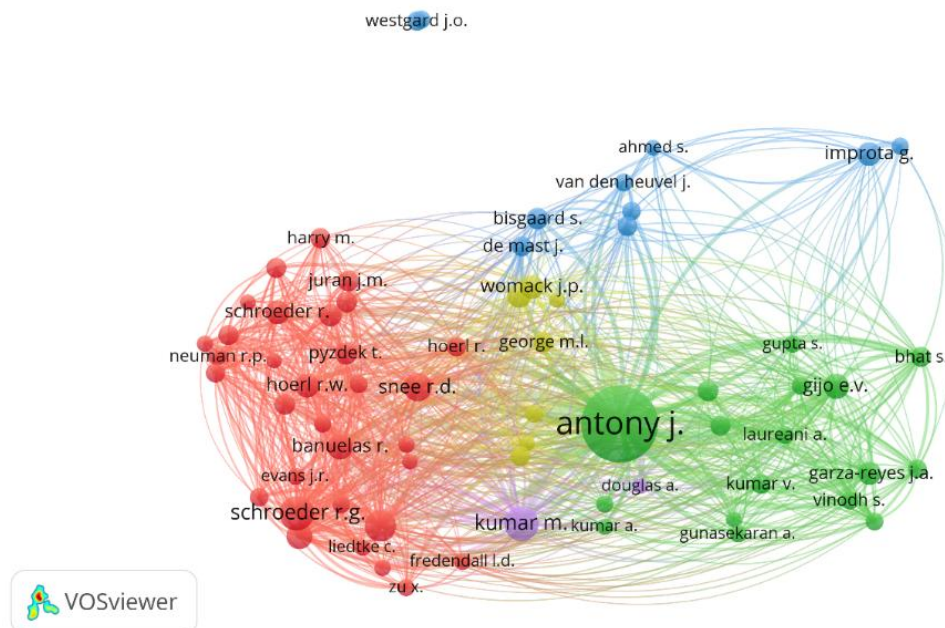 westgard j.o.
ahmed s.
improta g.
van den heuvel j.
bisgaard s.
harry m.
de mast j.
juran j.m.
womack j.p.
schroeder r.
george m.l.
gupta s.
hoerl r.
pyzdek t.
neuman r.p.
bhat s.
hoerl r.w.
snee r.d.
gijo e.v.
antony j.
laureani a.
banuelas r.
evans j.r.
garza-reyes j.a.
kumar v.
douglas a.
vinodh s.
schroeder r.g.
kumar m.
kumar a.
gunasekaran a.
liedtke c.
fredendall l.d.
zu x.
VOSviewer